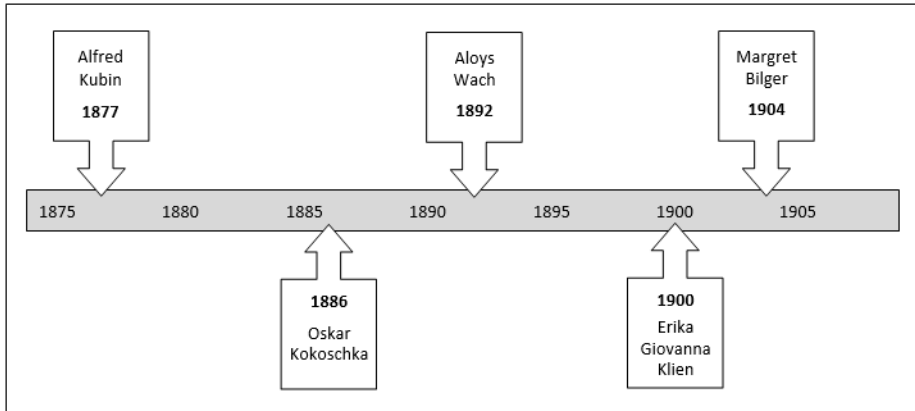 Alfred
Kubin
1877
Aloys
Wach
1892
Margret
Bilger
1904
1875 1880 1885 1890 1895 1900 1905
1886
Oskar
Kokoschka
1900
Erika
Giovanna
Klien